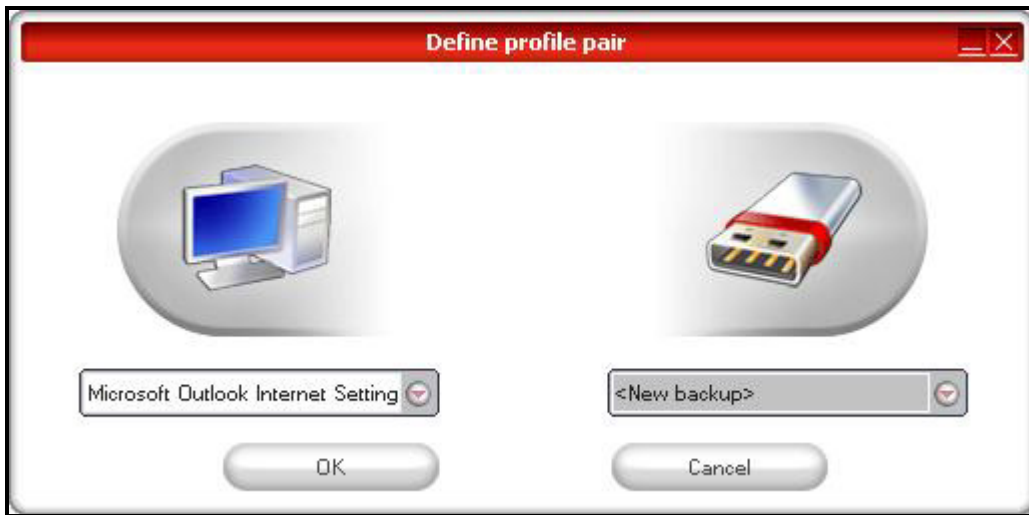 Define profile pair
Microsoft Outlook Internet Setting
<New backup>
OK
Cancel